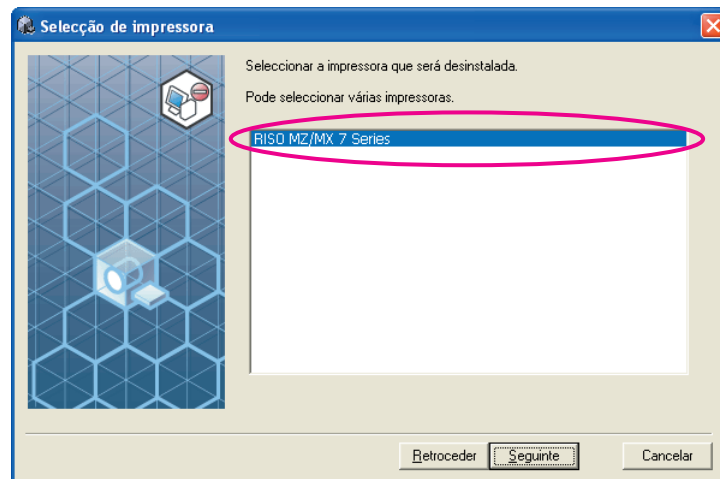 Selecção de impressora
Seleccionar a impressora que será desinstalada.
Pode seleccionar várias impressoras.
RISO MZ/MX 7 Series
Retroceder
Seguinte
Cancelar